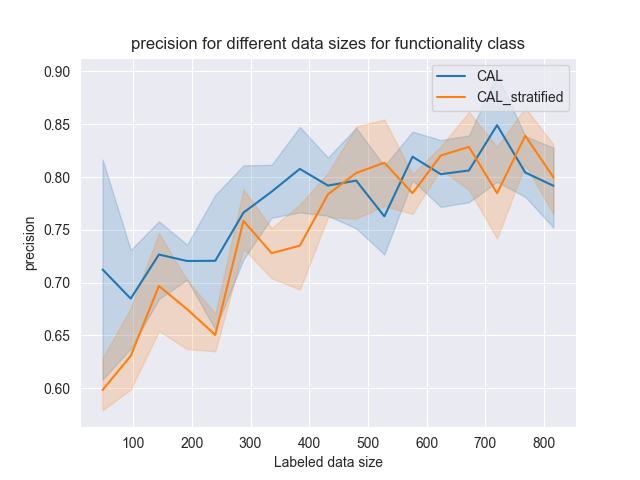 precision for different data sizes for functionality class
CAL
CAL_stratified
0.90
0.85
0.80
0.75
0.70
0.65
0.60
precision
100 200 300 400 500 600 700 800
Labeled data size